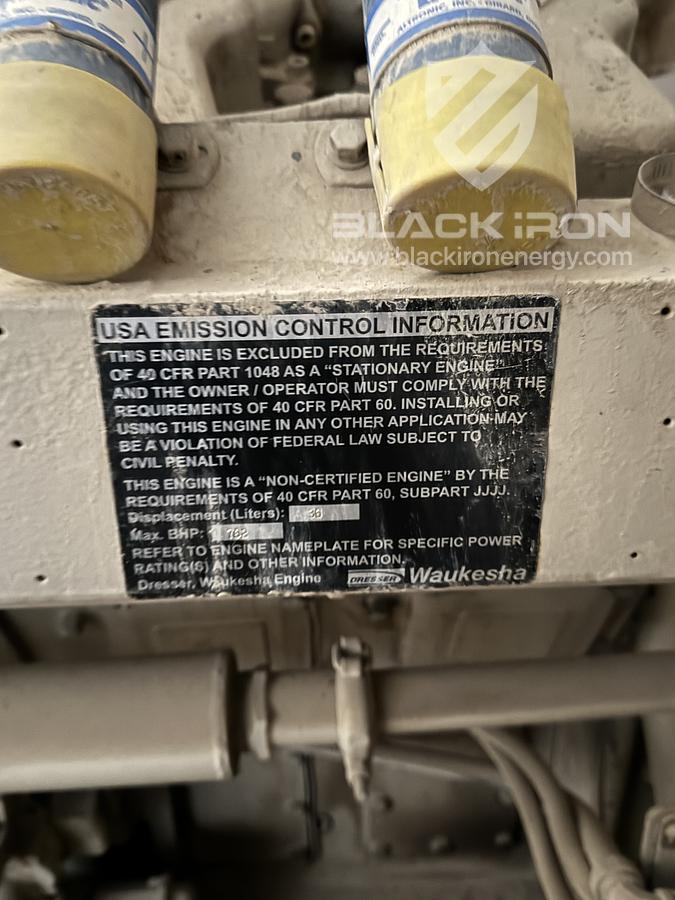 ALTRONIC, INC. GIRARD,
BLACK IRON
www.blackironenergy.com
USA EMISSION CONTROL INFORMATION
THIS ENGINE IS EXCLUDED FROM THE REQUIREMENTS
OF 40 CFR PART 1048 AS A "STATIONARY ENGINE"
AND THE OWNER / OPERATOR MUST COMPLY WITH THE
REQUIREMENTS OF 40 CFR PART 60. INSTALLING OR
USING THIS ENGINE IN ANY OTHER APPLICATION MAY
BE A VIOLATION OF FEDERAL LAW SUBJECT TO
CIVIL PENALTY.
THIS ENGINE IS A "NON-CERTIFIED ENGINE" BY THE
REQUIREMENTS OF 40 CFR PART 60, SUBPART JJJJ.
Displacement (Liters):
Max. BHP:
REFER TO ENGINE NAMEPLATE FOR SPECIFIC POWER
RATING(S) AND OTHER INFORMATION.
Dresser, Waukesha Engine DRESSER Waukesha